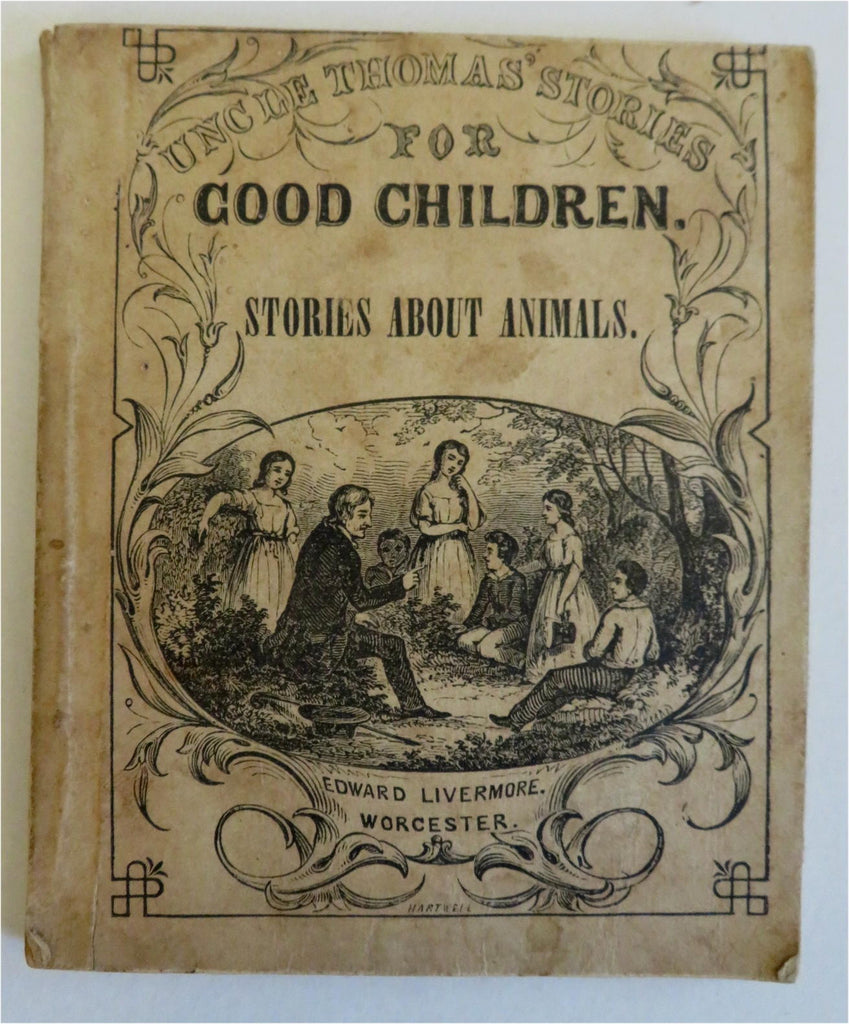 UNCLE THOMAS' STORIES
FOR
GOOD CHILDREN.
STORIES ABOUT ANIMALS.
EDWARD LIVERMORE.
WORCESTER.
HARTWELL